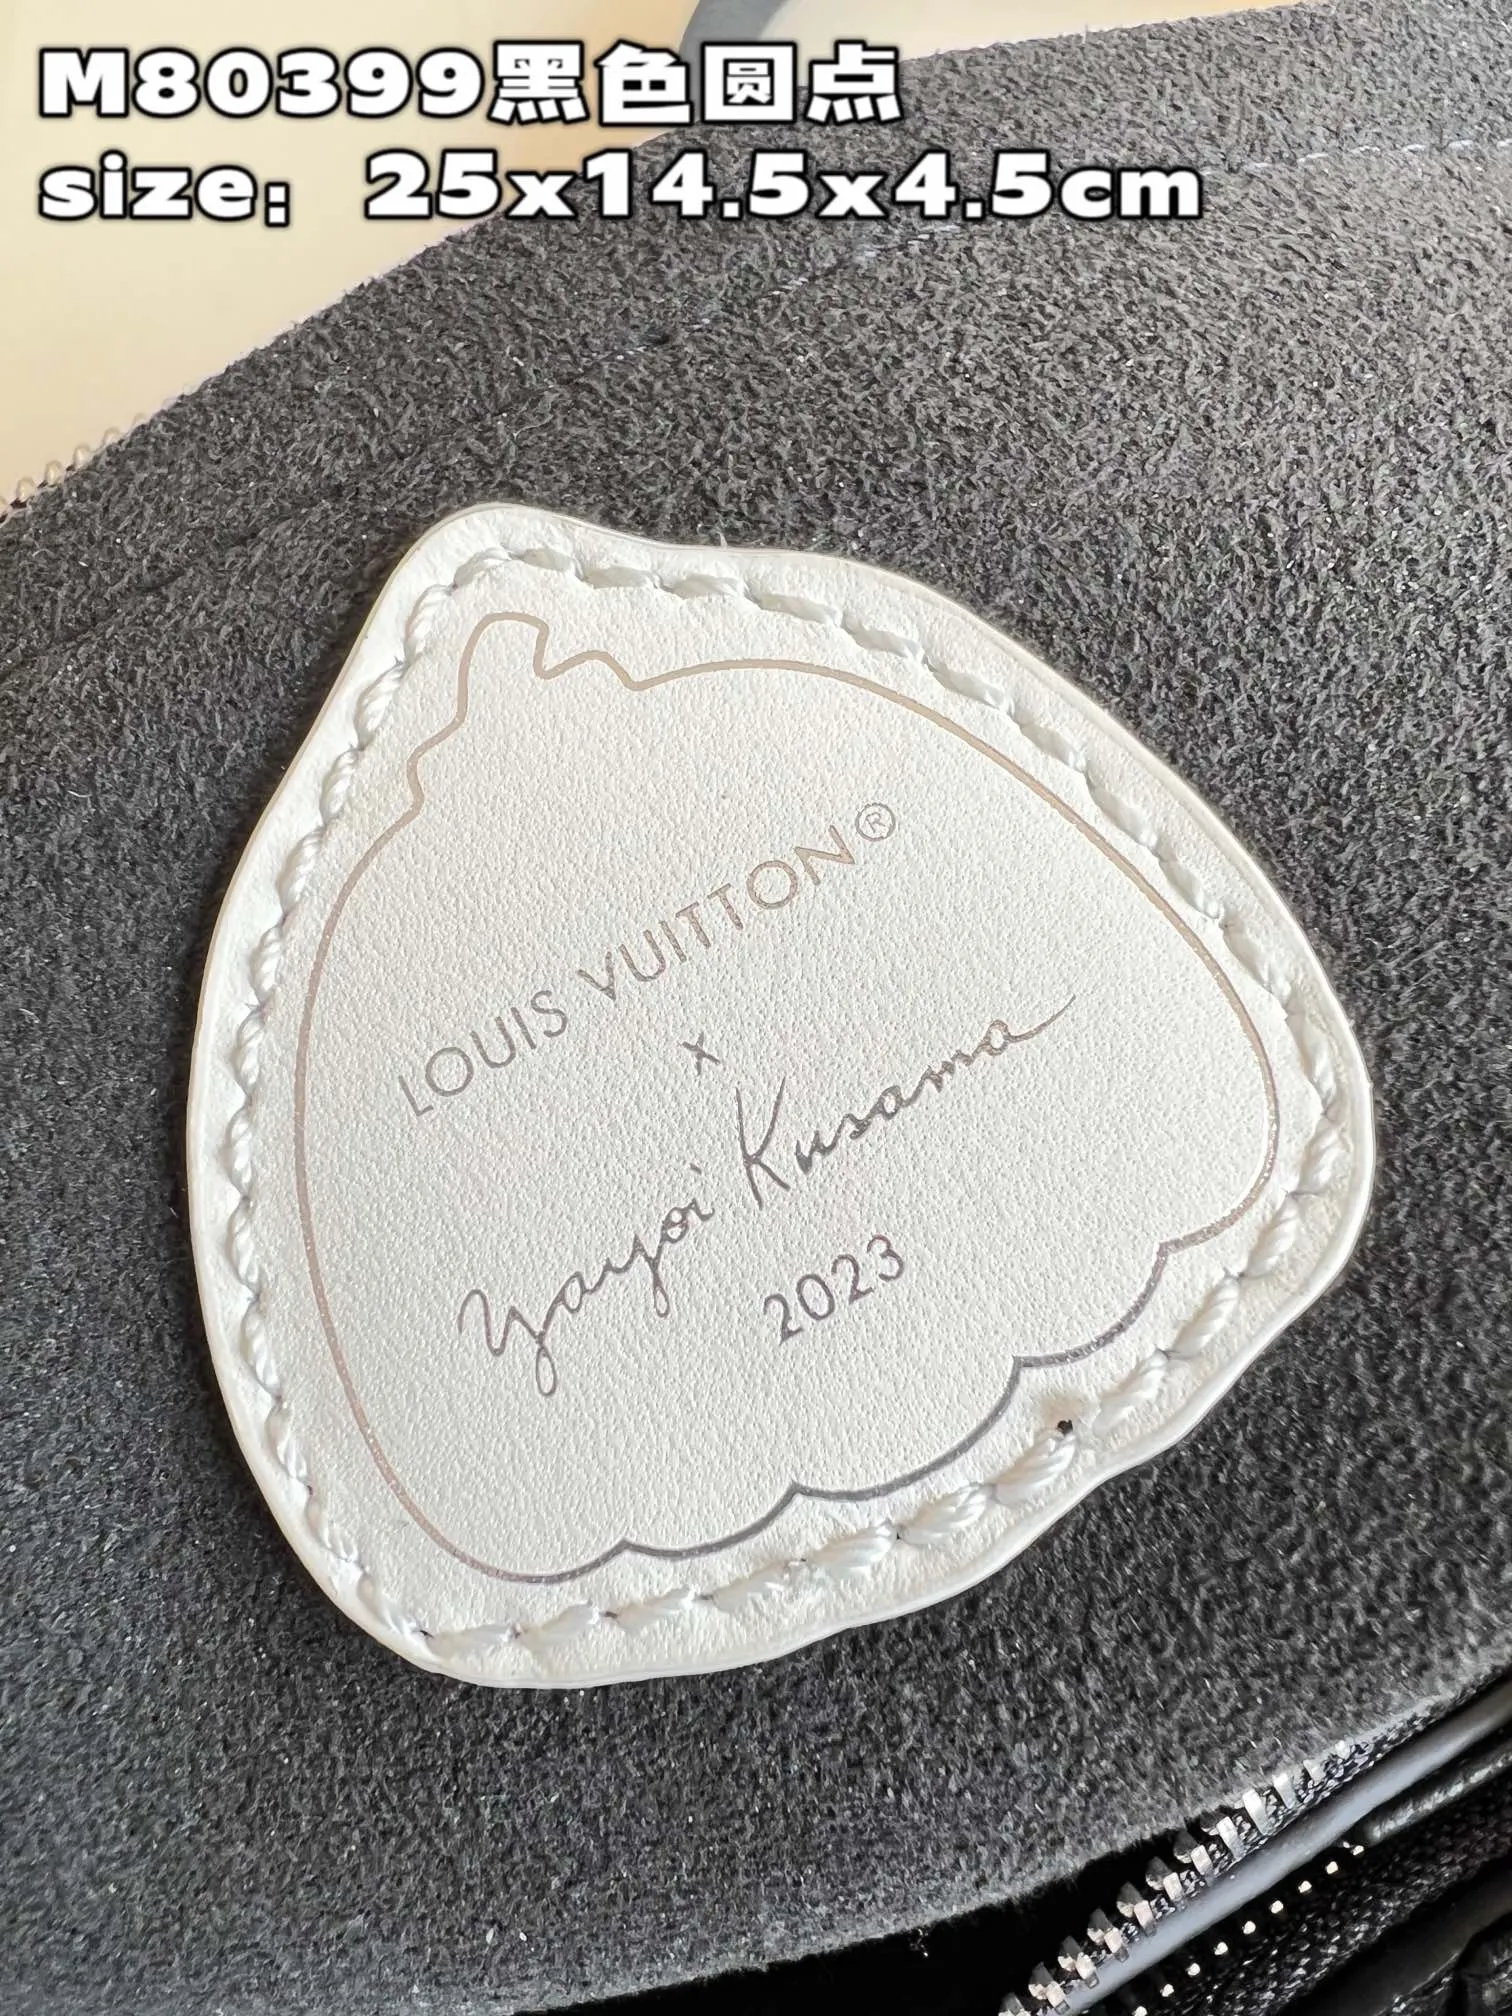 M80399黑色圆点
size：25x14.5x4.5cm
LOUIS VUITTON®
x
Yayoi Kusama
2023